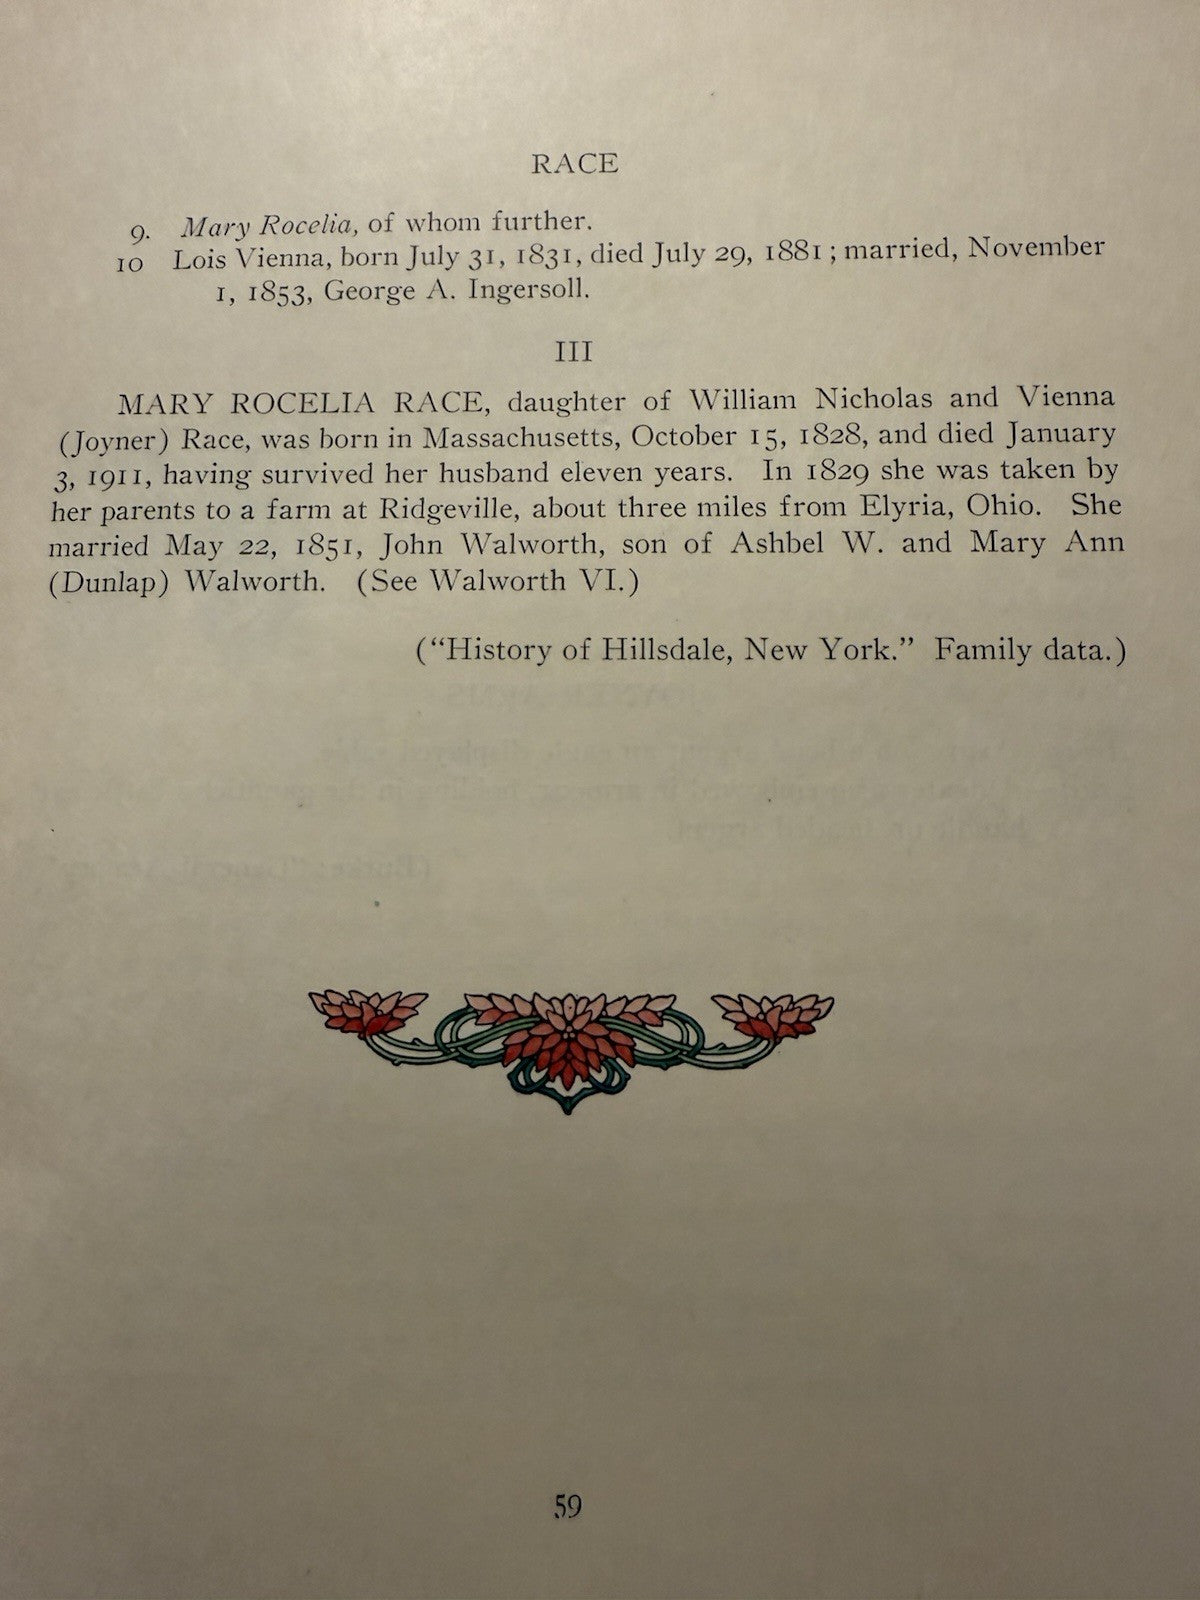 RACE
9. Mary Rocelia, of whom further.
10 Lois Vienna, born July 31, 1831, died July 29, 1881; married, November
1, 1853, George A. Ingersoll.
III
MARY ROCELIA RACE, daughter of William Nicholas and Vienna
(Joyner) Race, was born in Massachusetts, October 15, 1828, and died January
3, 1911, having survived her husband eleven years. In 1829 she was taken by
her parents to a farm at Ridgeville, about three miles from Elyria, Ohio. She
married May 22, 1851, John Walworth, son of Ashbel W. and Mary Ann
(Dunlap) Walworth. (See Walworth VI.)
("History of Hillsdale, New York." Family data.)
59